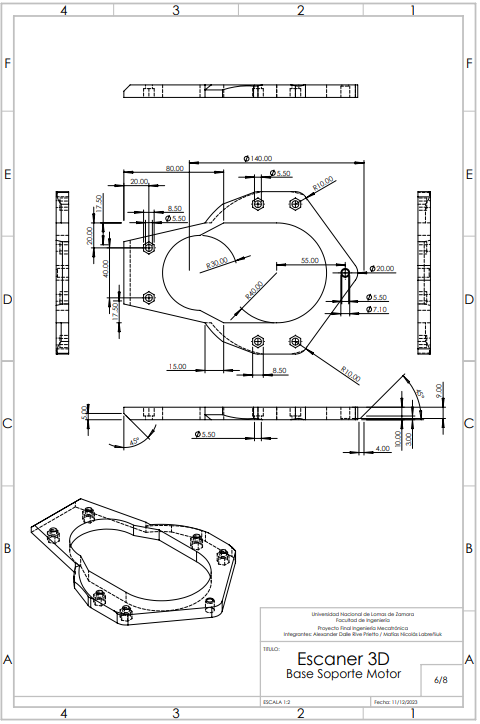 4 3 2 1
F F
E E
D D
C C
B B
A A
Ø140.00
80.00
Ø5.50
20.00
R10.00
17.50
8.50
Ø5.50
20.00
40.00
R30.00
55.00
Ø20.00
R40.00
Ø5.50
Ø7.10
17.50
15.00
8.50
R10.00
5.00
45°
Ø5.50
45°
9.00
10.00
3.00
4.00
Universidad Nacional de Lomas de Zamora
Facultad de Ingeniería
Proyecto Final Ingeniería Mecatrónica
Integrantes: Alexander Dalle Rive Prietto / Matías Nicolás Labreñiuk
TITULO:
Escaner 3D
Base Soporte Motor
6/8
ESCALA 1:2
Fecha: 11/12/2023
4 3 2 1